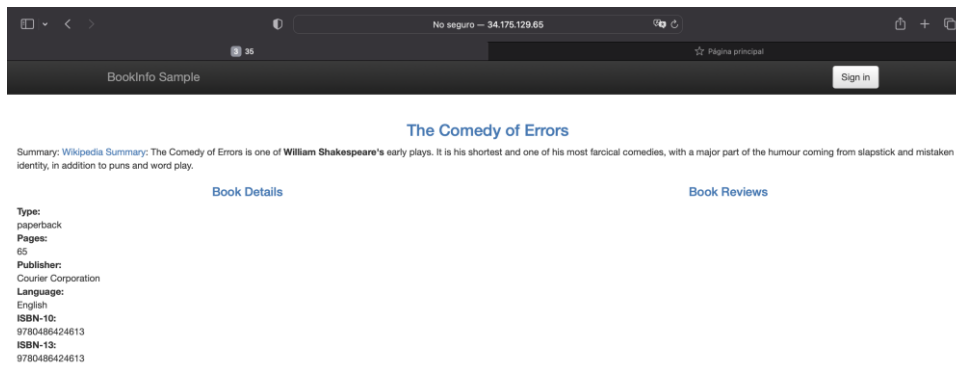 No seguro — 34.175.129.65
3 35
Página principal
BookInfo Sample
Sign in
The Comedy of Errors
Summary: Wikipedia Summary: The Comedy of Errors is one of William Shakespeare's early plays. It is his shortest and one of his most farcical comedies, with a major part of the humour coming from slapstick and mistaken
identity, in addition to puns and word play.
Book Details
Type:
paperback
Pages:
65
Publisher:
Courier Corporation
Language:
English
ISBN-10:
9780486424613
ISBN-13:
9780486424613
Book Reviews